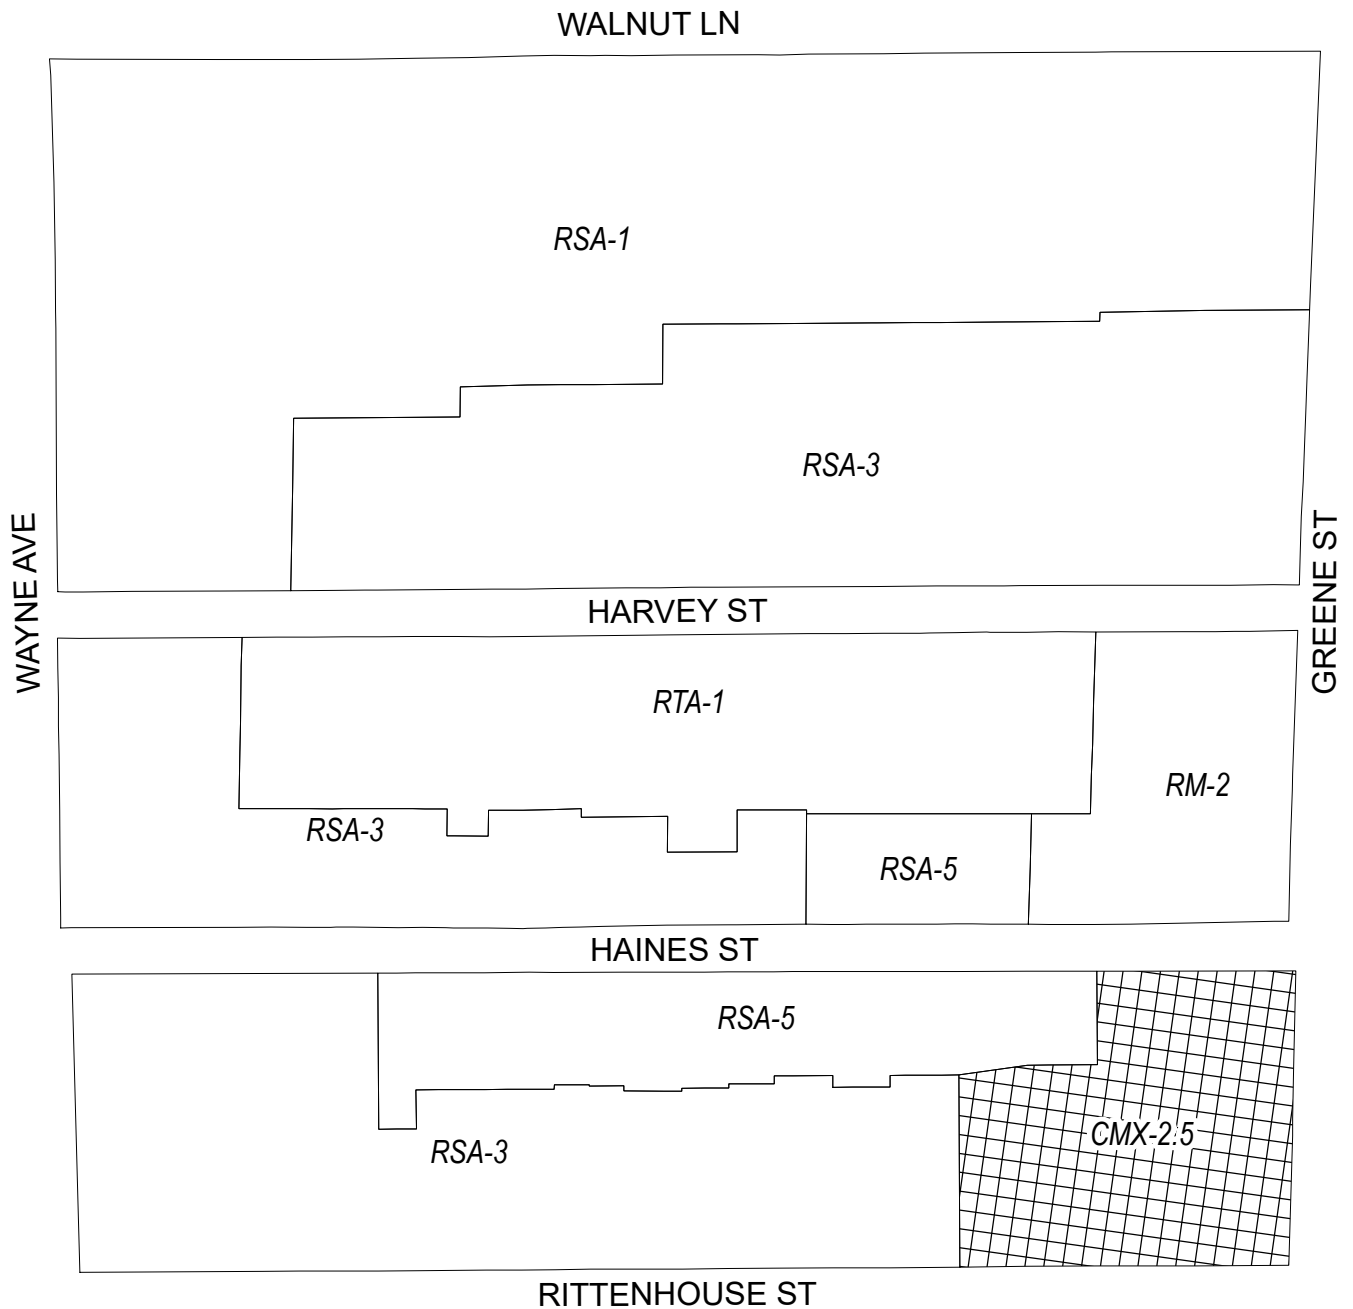 WALNUT LN
RSA-1
RSA-3
WAYNE AVE
GREENE ST
HARVEY ST
RTA-1
RM-2
RSA-3
RSA-5
HAINES ST
RSA-5
CMX-2.5
RSA-3
RITTENHOUSE ST